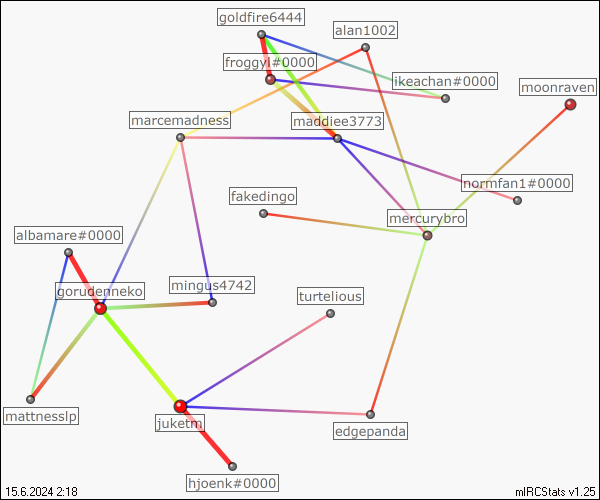 goldfire6444
alan1002
froggyl#0000
ikeachan#0000
moonraven
marcemadness
maddiee3773
normfan1#0000
fakedingo
mercurybro
albamare#0000
gorudenneko
mingus4742
turtelious
mattnesslp
juketm
edgepanda
hjoenk#0000
15.6.2024 2:18
mIRCStats v1.25